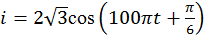 i = 2√3cos(100πt + π/6)